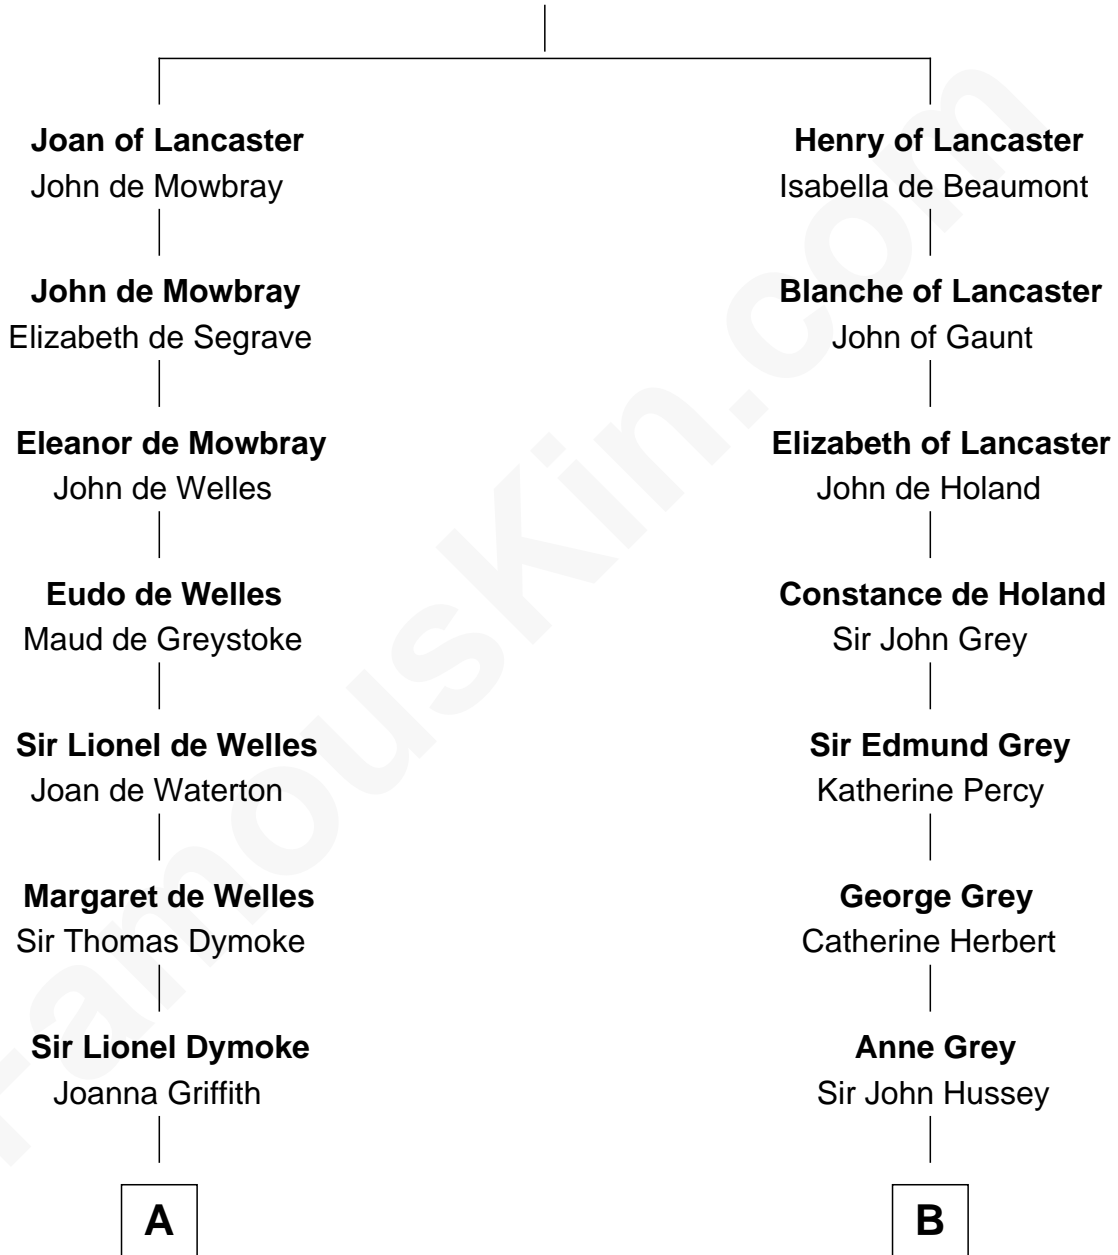 Joan of Lancaster
John de Mowbray
John de Mowbray
Elizabeth de Segrave
Eleanor de Mowbray
John de Welles
Eudo de Welles
Maud de Greystoke
Sir Lionel de Welles
Joan de Waterton
Margaret de Welles
Sir Thomas Dymoke
Sir Lionel Dymoke
Joanna Griffith
A
Henry of Lancaster
Isabella de Beaumont
Blanche of Lancaster
John of Gaunt
Elizabeth of Lancaster
John de Holand
Constance de Holand
Sir John Grey
Sir Edmund Grey
Katherine Percy
George Grey
Catherine Herbert
Anne Grey
Sir John Hussey
B
FamousKin.com